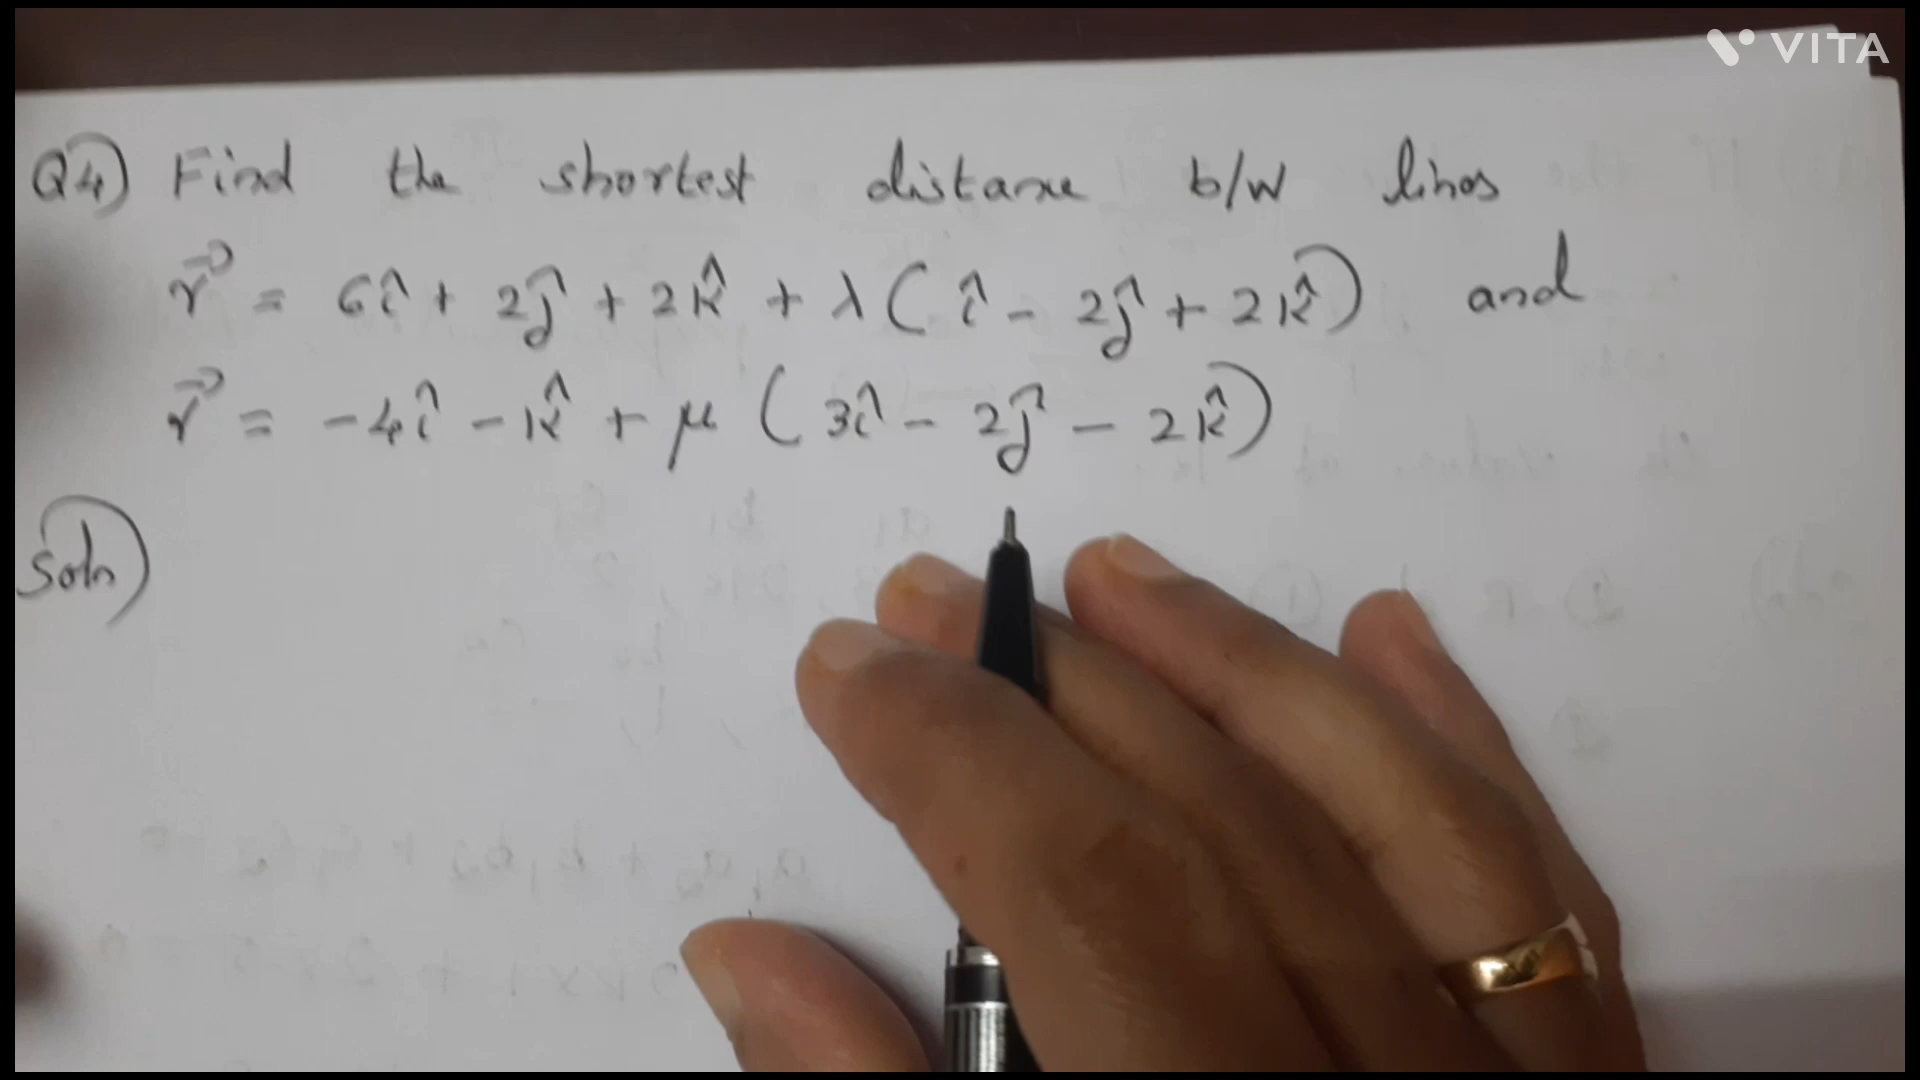 VITA
Q4) Find the shortest distance b/w lines
r⃗ = 6î + 2ĵ + 2k̂ + λ(î - 2ĵ + 2k̂) and
r⃗ = -4î - k̂ + μ(3î - 2ĵ - 2k̂)
Soln)